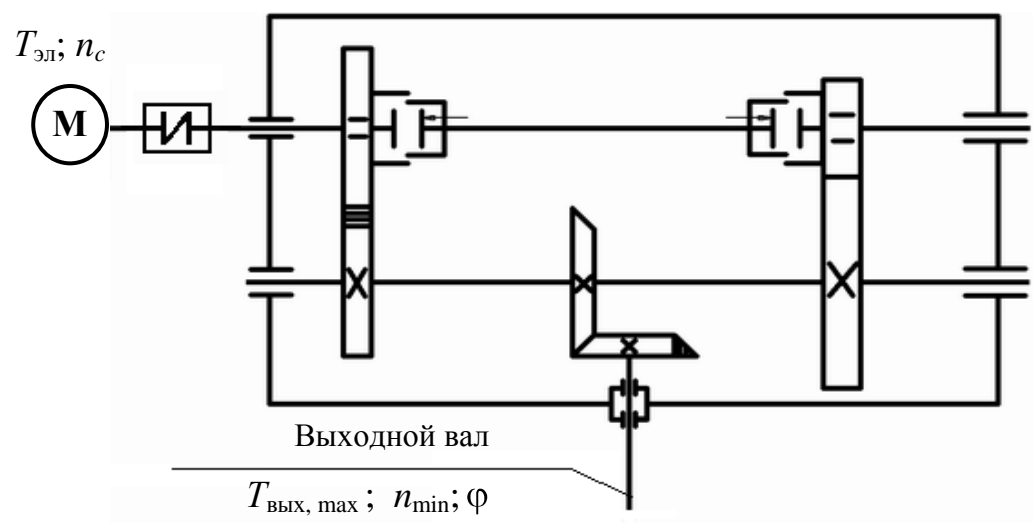 Tэл; nc
М
Выходной вал
Tвых, max ; nmin; φ